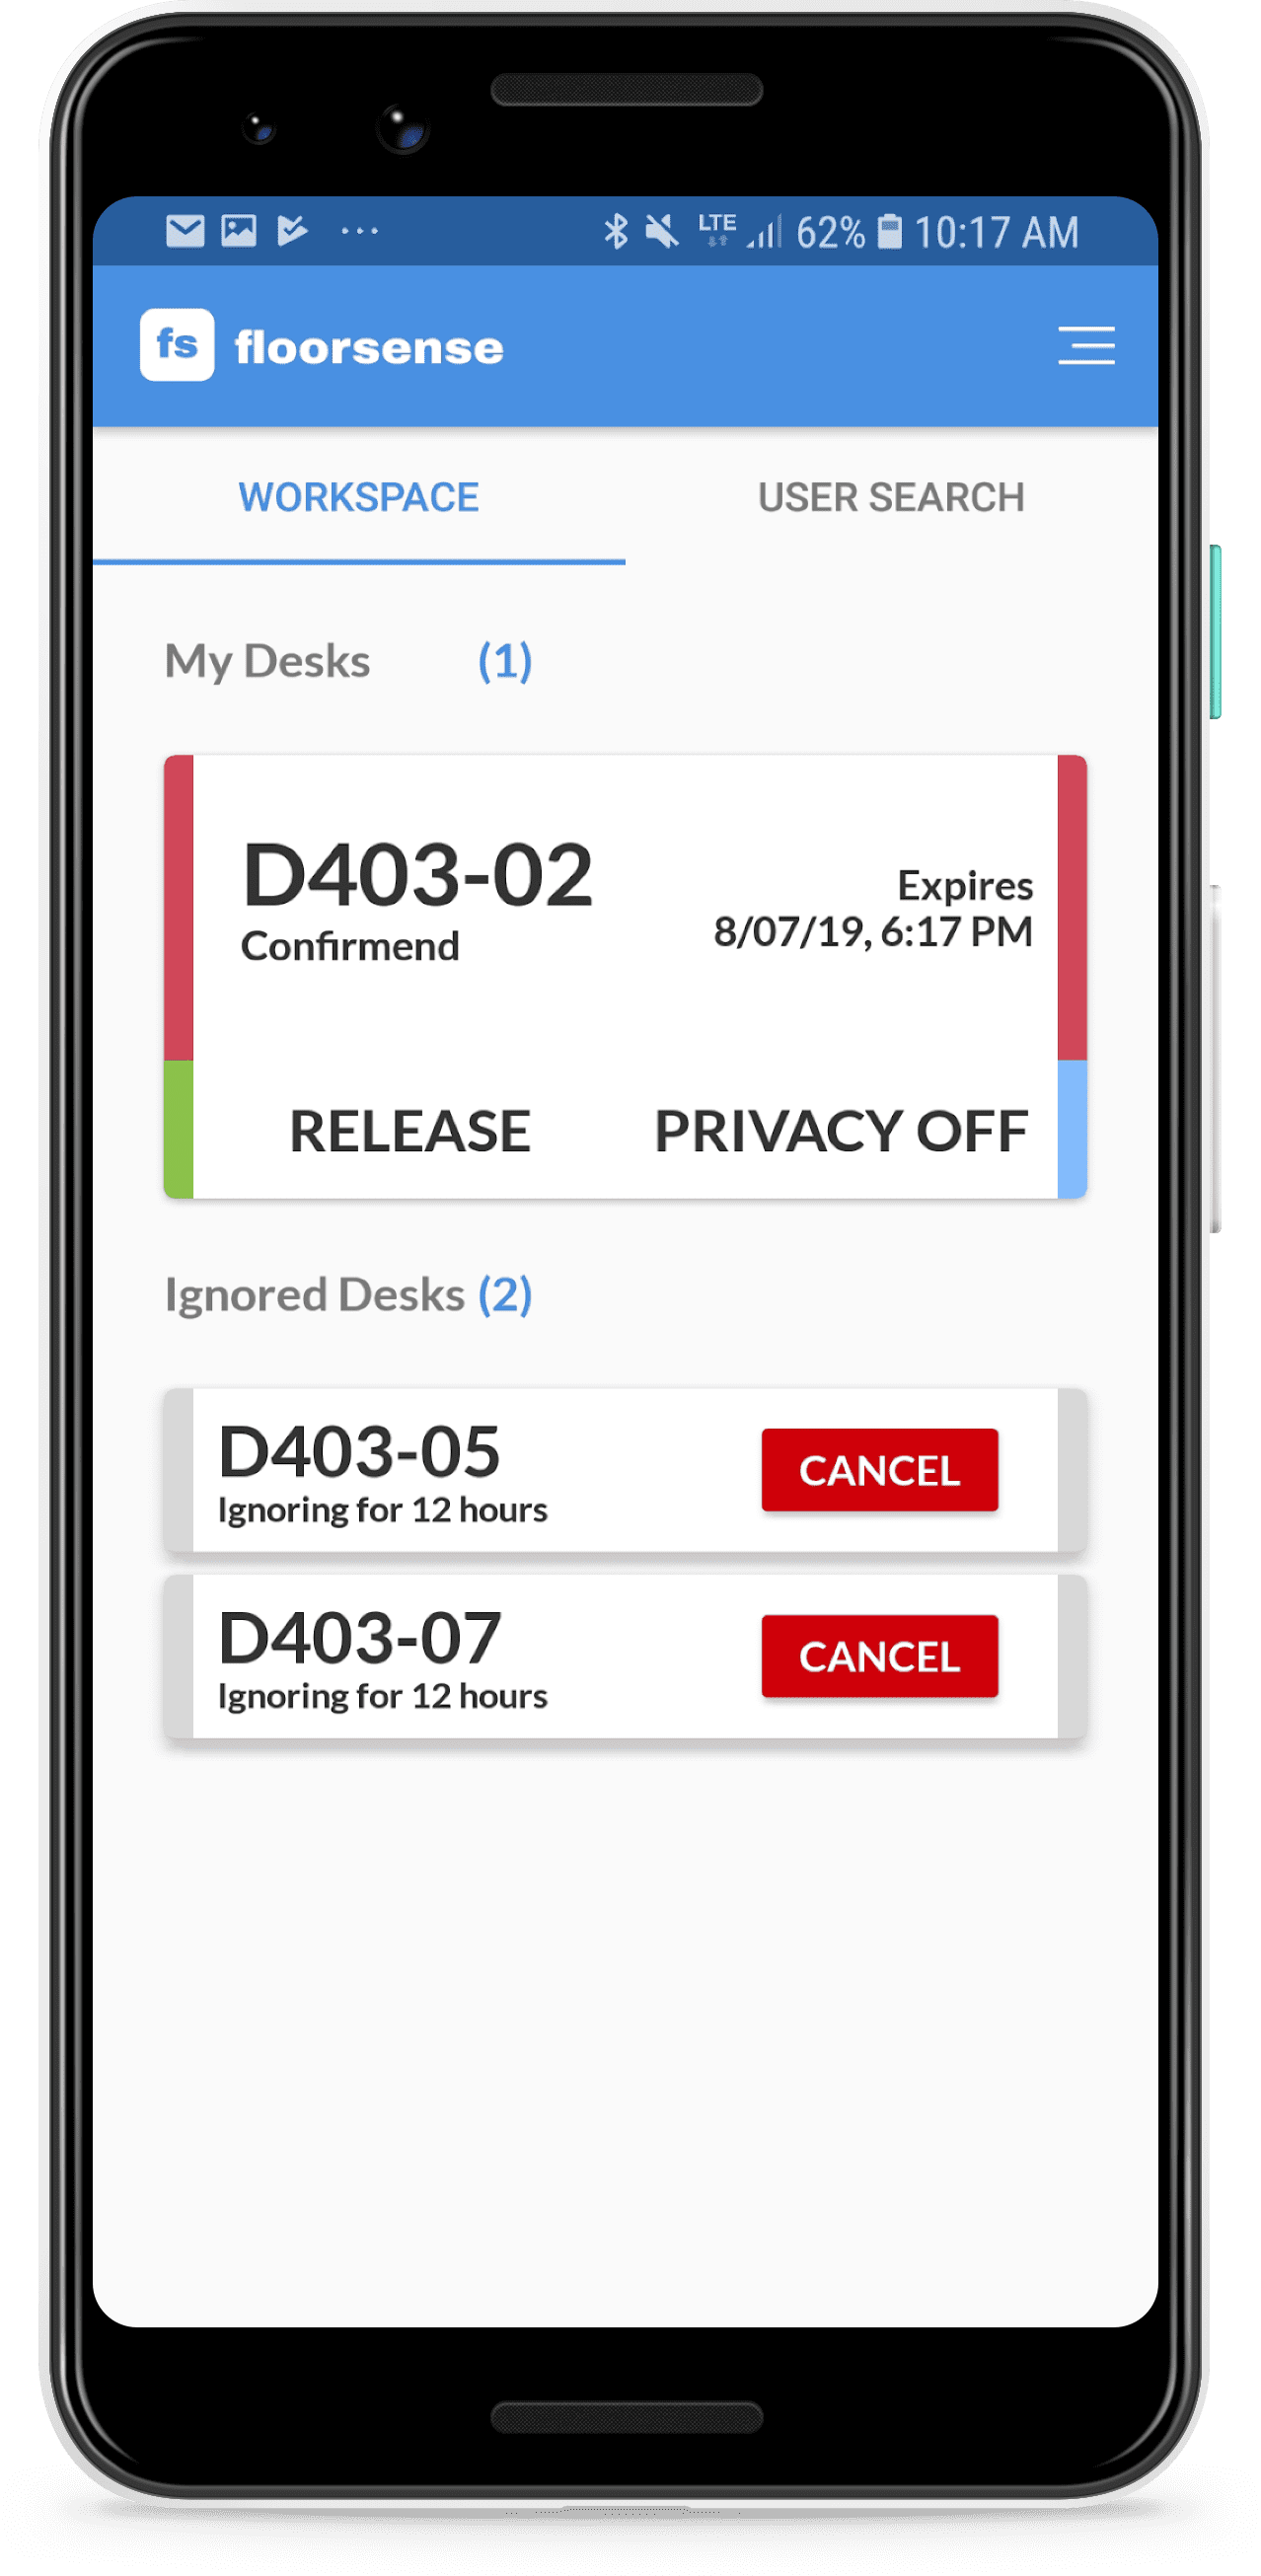 LTE 62% 10:17 AM
fs floorsense
WORKSPACE USER SEARCH
My Desks (1)
D403-02
Confirmend
Expires
8/07/19, 6:17 PM
RELEASE PRIVACY OFF
Ignored Desks (2)
D403-05
Ignoring for 12 hours
CANCEL
D403-07
Ignoring for 12 hours
CANCEL